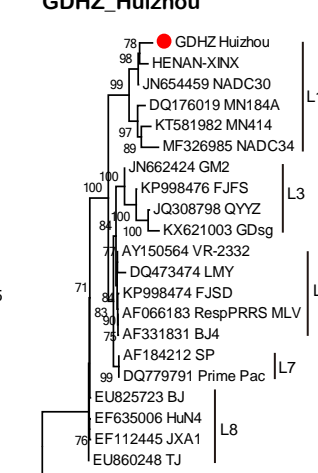 GDHZ_Huizhou
78
GDHZ Huizhou
98
HENAN-XINX
99
JN654459 NADC30
DQ176019 MN184A
97
KT581982 MN414
89
MF326985 NADC34
JN662424 GM2
100
KP998476 FJFS
L3
100
JQ308798 QYYZ
100
100
KX621003 GDsg
84
AY150564 VR-2332
77
DQ473474 LMY
71
84
KP998474 FJSD
83
AF066183 RespPRRS MLV
90
75
AF331831 BJ4
AF184212 SP
L7
99
DQ779791 Prime Pac
EU825723 BJ
EF635006 HuN4
L8
76
EF112445 JXA1
EU860248 TJ